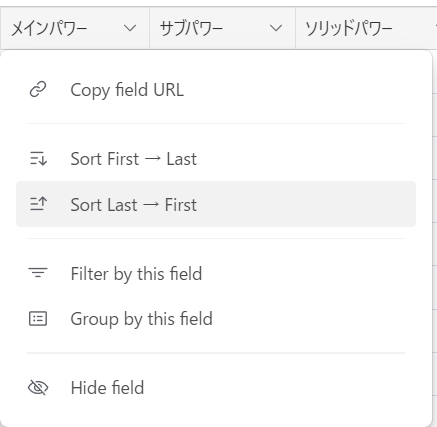 メインパワー サブパワー ソリッドパワー
Copy field URL
Sort First → Last
Sort Last → First
Filter by this field
Group by this field
Hide field